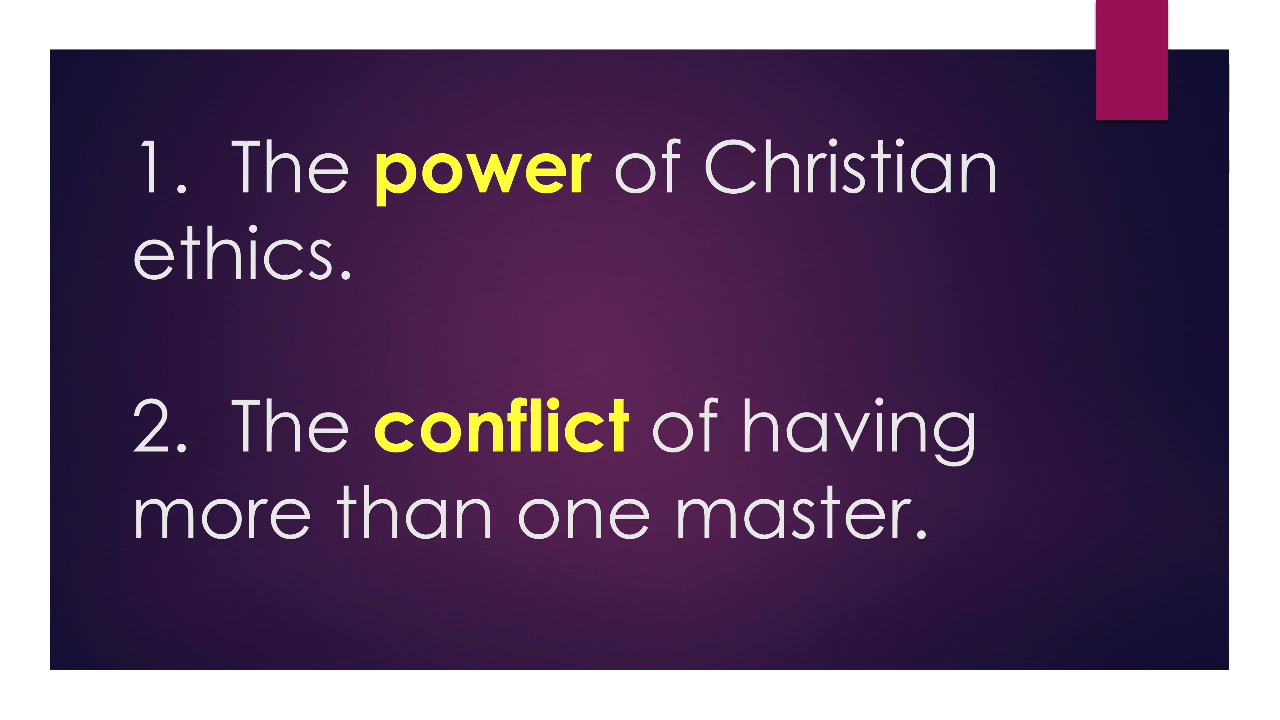 1. The power of Christian
ethics.
2. The conflict of having
more than one master.